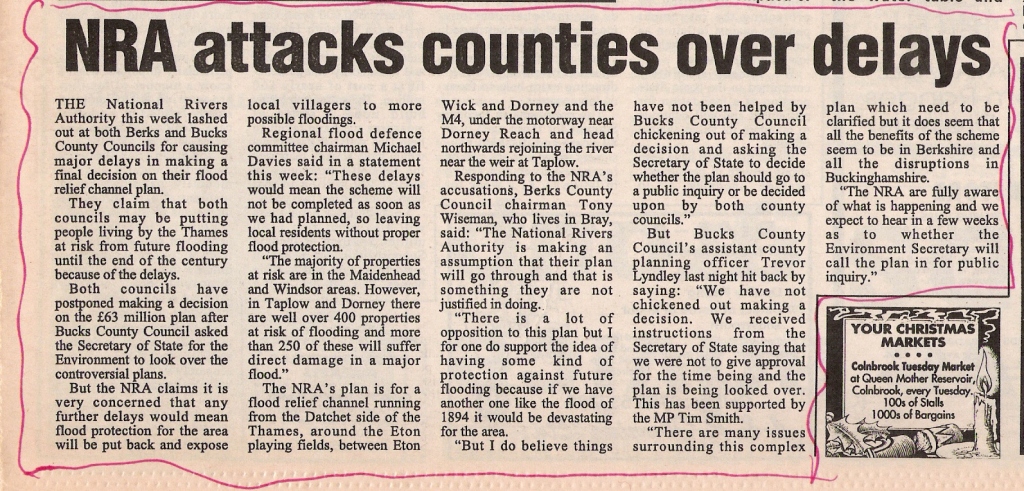 NRA attacks counties over delays
THE National Rivers
Authority this week lashed
out at both Berks and Bucks
County Councils for causing
major delays in making a
final decision on their flood
relief channel plan.
They claim that both
councils may be putting
people living by the Thames
at risk from future flooding
until the end of the century
because of the delays.
Both councils have
postponed making a decision
on the £63 million plan after
Bucks County Council asked
the Secretary of State for the
Environment to look over the
controversial plans.
But the NRA claims it is
very concerned that any
further delays would mean
flood protection for the area
will be put back and expose
local villagers to more
possible floodings.
Regional flood defence
committee chairman Michael
Davies said in a statement
this week: “These delays
would mean the scheme will
not be completed as soon as
we had planned, so leaving
local residents without proper
flood protection.
“The majority of properties
at risk are in the Maidenhead
and Windsor areas. However,
in Taplow and Dorney there
are well over 400 properties
at risk of flooding and more
than 250 of these will suffer
direct damage in a major
flood.”
The NRA’s plan is for a
flood relief channel running
from the Datchet side of the
Thames, around the Eton
playing fields, between Eton
Wick and Dorney and the
M4, under the motorway near
Dorney Reach and head
northwards rejoining the river
near the weir at Taplow.
Responding to the NRA’s
accusations, Berks County
Council chairman Tony
Wiseman, who lives in Bray,
said: “The National Rivers
Authority is making an
assumption that their plan
will go through and that is
something they are not
justified in doing.
“There is a lot of
opposition to this plan but I
for one do support the idea of
having some kind of
protection against future
flooding because if we have
another one like the flood of
1894 it would be devastating
for the area.
“But I do believe things
have not been helped by
Bucks County Council
chickening out of making a
decision and asking the
Secretary of State to decide
whether the plan should go to
a public inquiry or be decided
upon by both county
councils.”
But Bucks County
Council’s assistant county
planning officer Trevor
Lyndley last night hit back by
saying: “We have not
chickened out making a
decision. We received
instructions from the
Secretary of State saying that
we were not to give approval
for the time being and the
plan is being looked over.
This has been supported by
the MP Tim Smith.
“There are many issues
surrounding this complex
plan which need to be
clarified but it does seem that
all the benefits of the scheme
seem to be in Berkshire and
all the disruptions in
Buckinghamshire.
“The NRA are fully aware
of what is happening and we
expect to hear in a few weeks
as to whether the
Environment Secretary will
call the plan in for public
inquiry.”
YOUR CHRISTMAS
MARKETS
Colnbrook Tuesday Market
at Queen Mother Reservoir,
Colnbrook, every Tuesday
100s of Stalls
1000s of Bargains